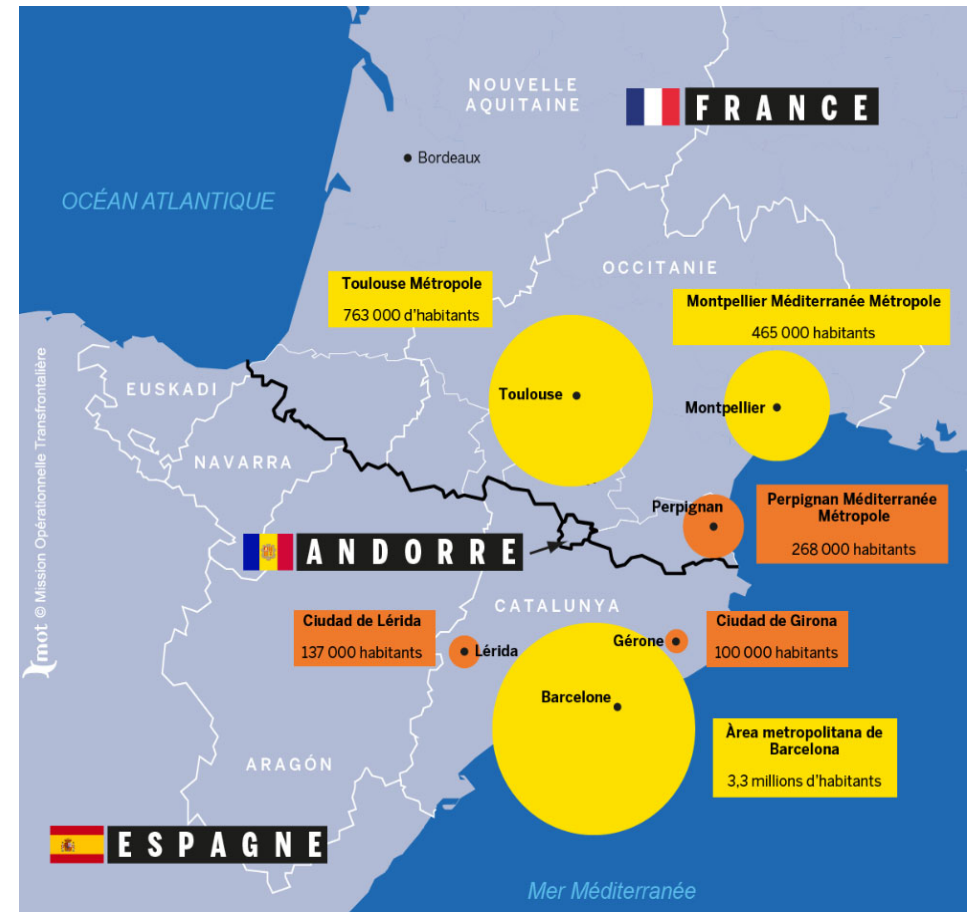 NOUVELLE
AQUITAINE
FRANCE
Bordeaux
OCÉAN ATLANTIQUE
OCCITANIE
Toulouse Métropole
763 000 d'habitants
Montpellier Méditerranée Métropole
465 000 habitants
EUSKADI
Toulouse
Montpellier
NAVARRA
Perpignan
Perpignan Méditerranée
Métropole
268 000 habitants
ANDORRE
CATALUNYA
Ciudad de Lérida
137 000 habitants
Lérida
Gérone
Ciudad de Girona
100 000 habitants
Barcelone
Àrea metropolitana de
Barcelona
3,3 millions d'habitants
ARAGÓN
ESPAGNE
Mer Méditerranée
mot © Mission Opérationnelle Transfrontalière